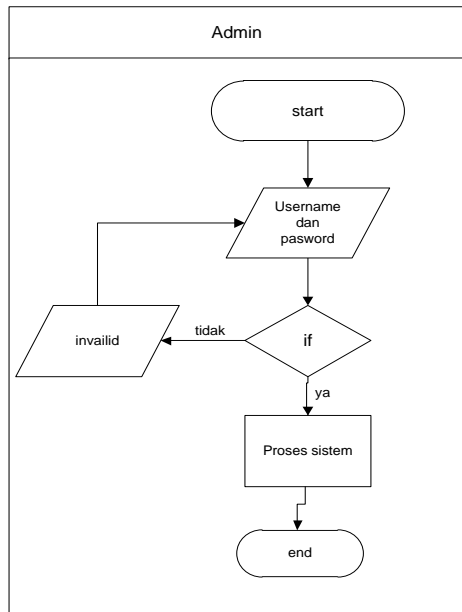 Admin
start
Username
dan
pasword
tidak
invailid
if
ya
Proses sistem
end